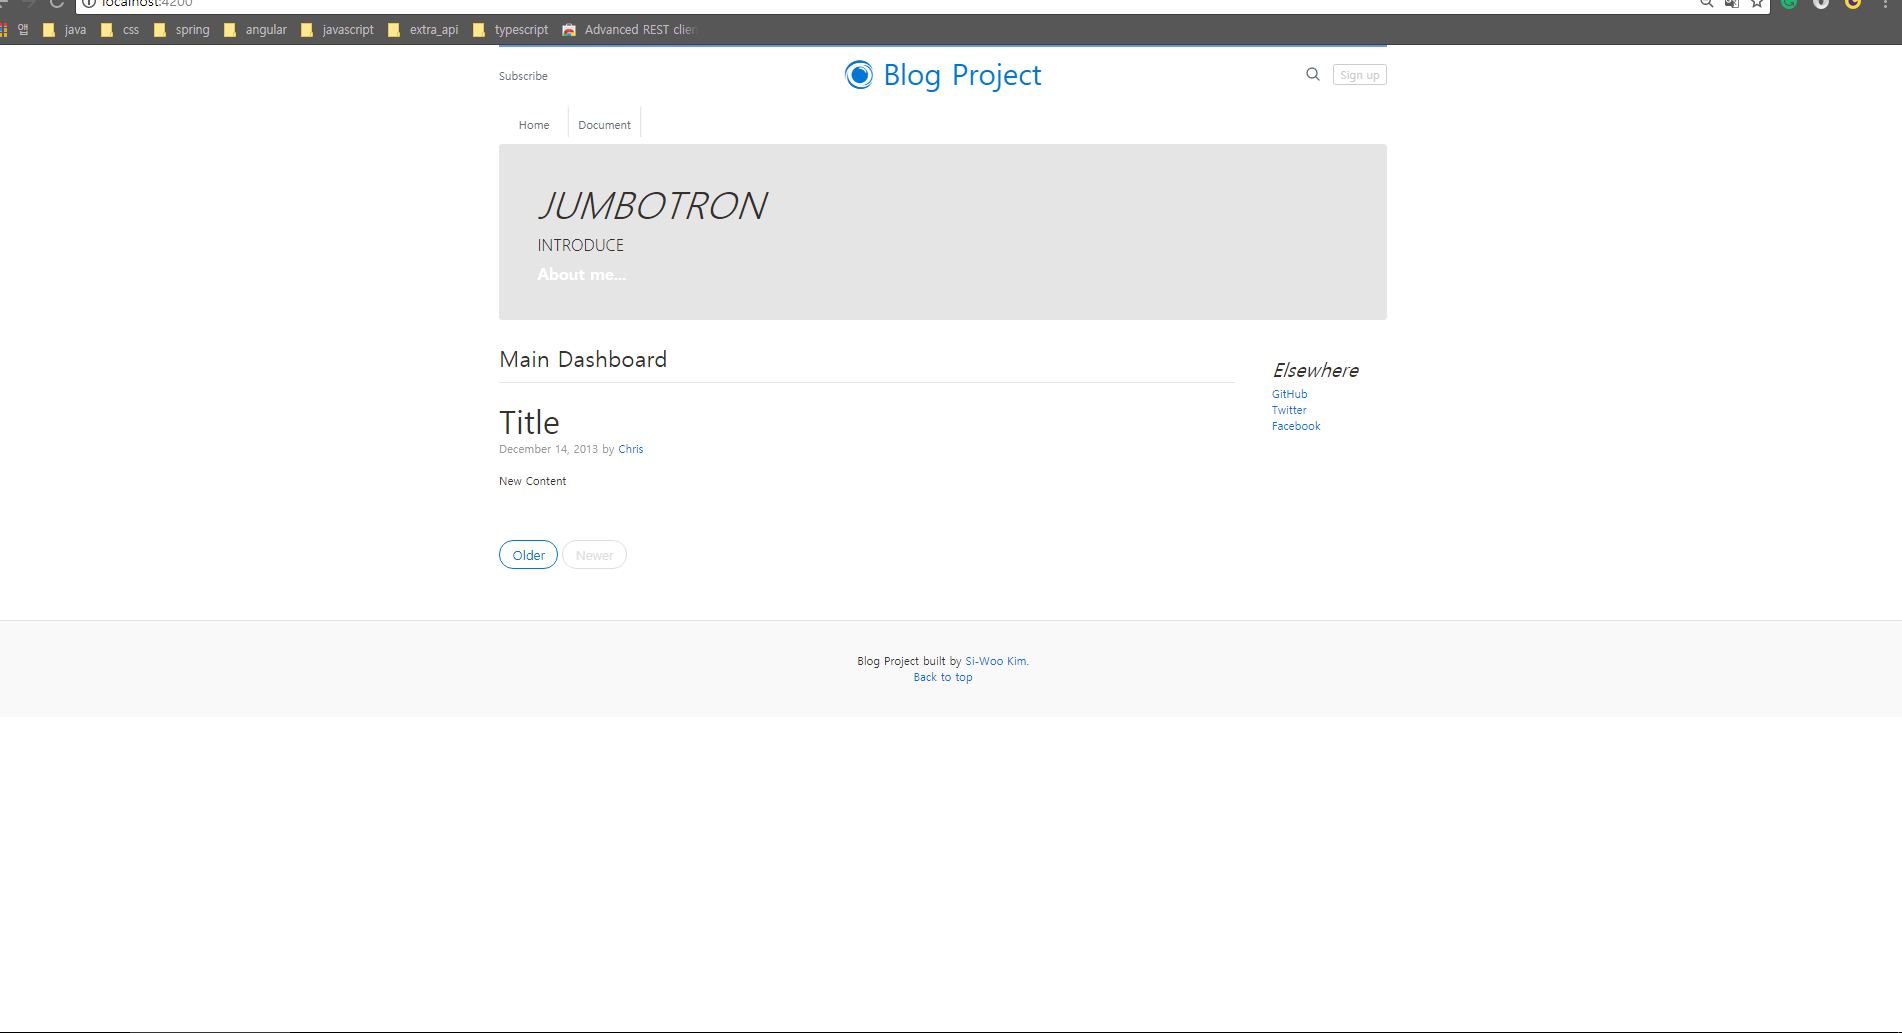 localhost:4200
앱 java css spring angular javascript extra_api typescript Advanced REST clien
Subscribe
Blog Project
Sign up
Home Document
JUMBOTRON
INTRODUCE
About me...
Main Dashboard
Title
December 14, 2013 by Chris
New Content
Older Newer
Elsewhere
GitHub
Twitter
Facebook
Blog Project built by Si-Woo Kim.
Back to top